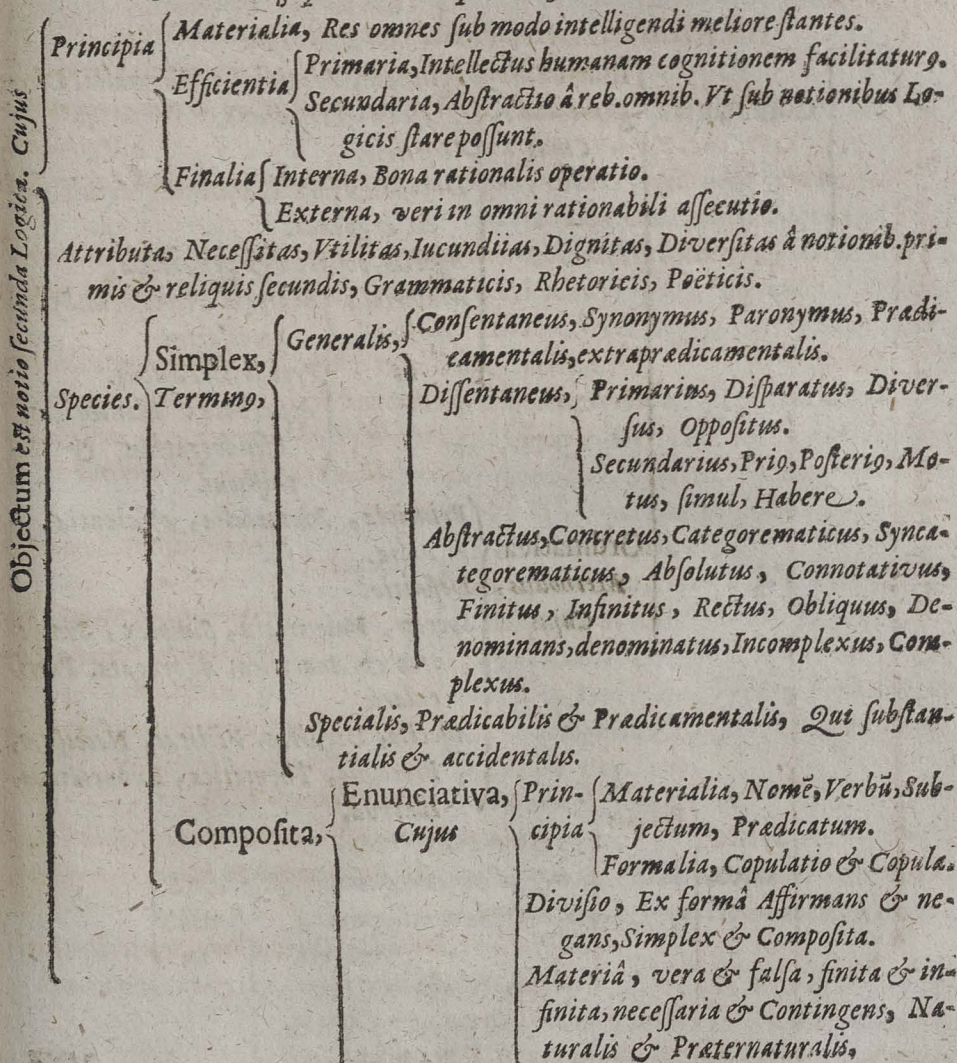 Objectum est notio secunda Logica. Cujus
Principia Materialia, Res omnes ſub modo intelligendi meliore ſtantes.
Efficientia Primaria, Intellectus humanam cognitionem facilitaturꝯ.
Secundaria, Abſtractio â reb. omnib. Vt ſub notionibus Lo-
gicis ſtare poſſunt.
Finalia Interna, Bona rationalis operatio.
Externa, veri in omni rationabili aſſecutio.
Attributa, Neceſſitas, Vtilitas, Iucunditas, Dignitas, Diverſitas â notionib. pri-
mis & reliquis ſecundis, Grammaticis, Rhetoricis, Poëticis.
Species. Simplex, Terminꝯ, Generalis, Conſentaneus, Synonymus, Paronymus, Prædi-
camentalis, extraprædicamentalis.
Diſſentaneus, Primarius, Diſparatus, Diver-
ſus, Oppoſitus.
Secundarius, Priꝯ, Poſteriꝯ, Mo-
tus, ſimul, Habere.
Abſtractus, Concretus, Categorematicus, Synca-
tegorematicus, Abſolutus, Connotativus,
Finitus, Infinitus, Rectus, Obliquus, De-
nominans, denominatus, Incomplexus, Com-
plexus.
Specialis, Prædicabilis & Prædicamentalis, Qui ſubſtan-
tialis & accidentalis.
Compoſita, Enunciativa, Cujus Prin-
cipia Materialia, Nomē, Verbū, Sub-
jectum, Prædicatum.
Formalia, Copulatio & Copula.
Diviſio, Ex formâ Affirmans & ne-
gans, Simplex & Compoſita.
Materiâ, vera & falſa, finita & in-
finita, neceſſaria & Contingens, Na-
turalis & Præternaturalis,